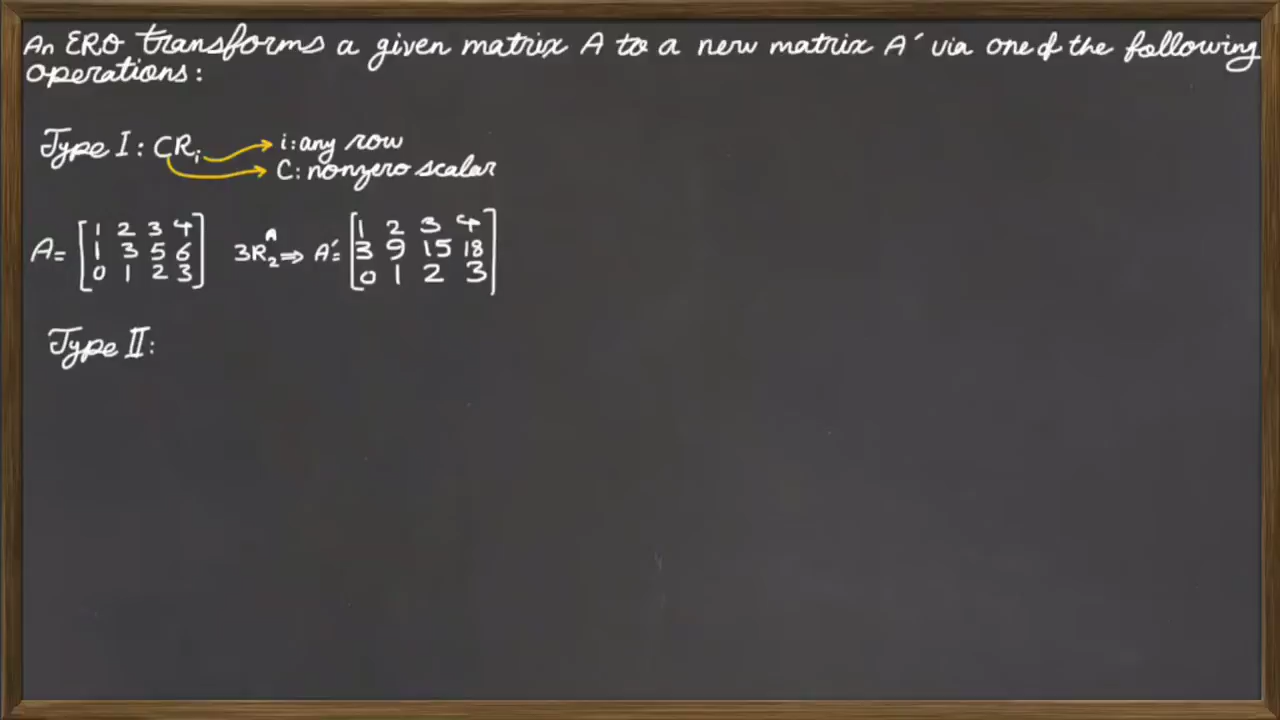 An ERO transforms a given matrix A to a new matrix A′ via one of the following
operations:
Type I: CRᵢ
i: any row
C: nonzero scalar
A= [1 2 3 4
1 3 5 6
0 1 2 3]
3R₂ᴬ ⇒ A′= [1 2 3 4
3 9 15 18
0 1 2 3]
Type II: